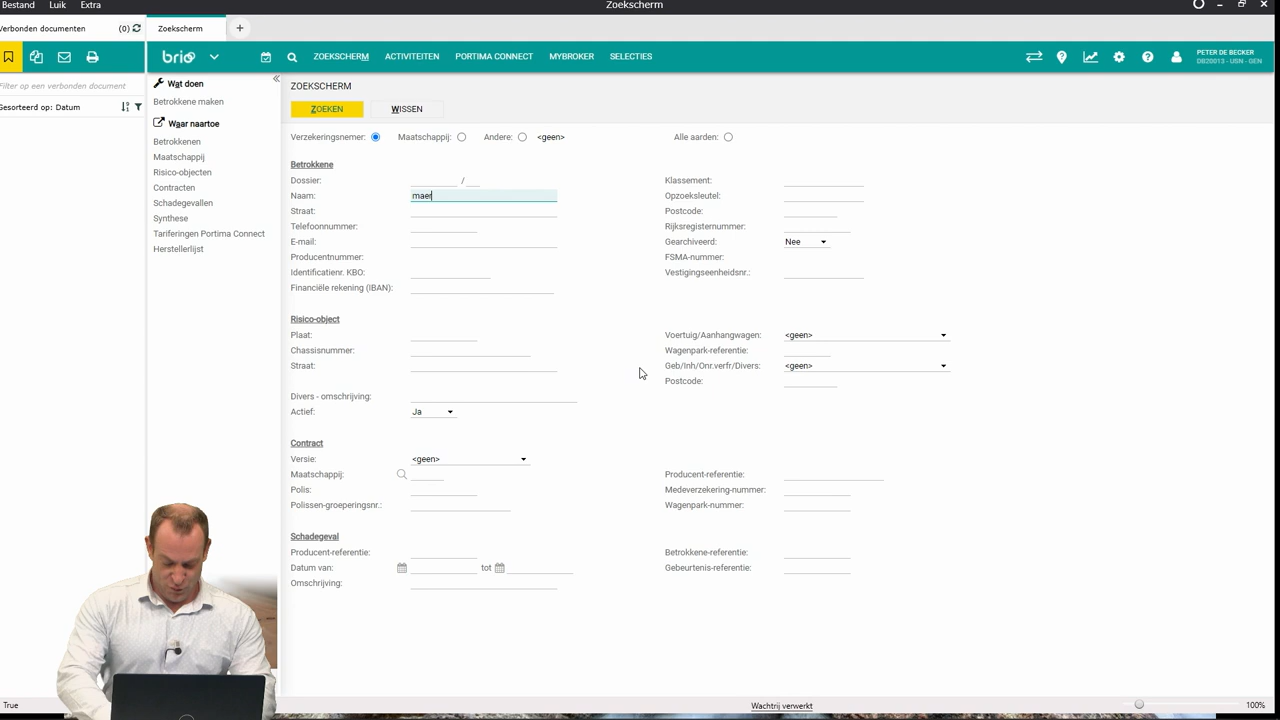 Bestand Luik Extra Zoekscherm
Verbonden documenten (0) Zoekscherm +
brio ZOEKSCHERM ACTIVITEITEN PORTIMA CONNECT MYBROKER SELECTIES PETER DE BECKER
DB20013 - USN - GEN
Filter op een verbonden document
Gesorteerd op: Datum
Wat doen
Betrokkene maken
Waar naartoe
Betrokkenen
Maatschappij
Risico-objecten
Contracten
Schadegevallen
Synthese
Tariferingen Portima Connect
Herstellerlijst
ZOEKSCHERM
ZOEKEN WISSEN
Verzekeringsnemer: Maatschappij: Andere: <geen> Alle aarden:
Betrokkene
Dossier: / Klassement:
Naam: maer Opzoeksleutel:
Straat: Postcode:
Telefoonnummer: Rijksregisternummer:
E-mail: Gearchiveerd: Nee
Producentnummer: FSMA-nummer:
Identificatienr. KBO: Vestigingseenheidsnr.:
Financiële rekening (IBAN):
Risico-object
Plaat: Voertuig/Aanhangwagen: <geen>
Chassisnummer: Wagenpark-referentie:
Straat: Geb/Inh/Onr.verfr/Divers: <geen>
Postcode:
Divers - omschrijving:
Actief: Ja
Contract
Versie: <geen>
Maatschappij: Producent-referentie:
Polis: Medeverzekering-nummer:
Polissen-groeperingsnr.: Wagenpark-nummer:
Schadegeval
Producent-referentie: Betrokkene-referentie:
Datum van: tot Gebeurtenis-referentie:
Omschrijving:
True Wachtrij verwerkt 100%